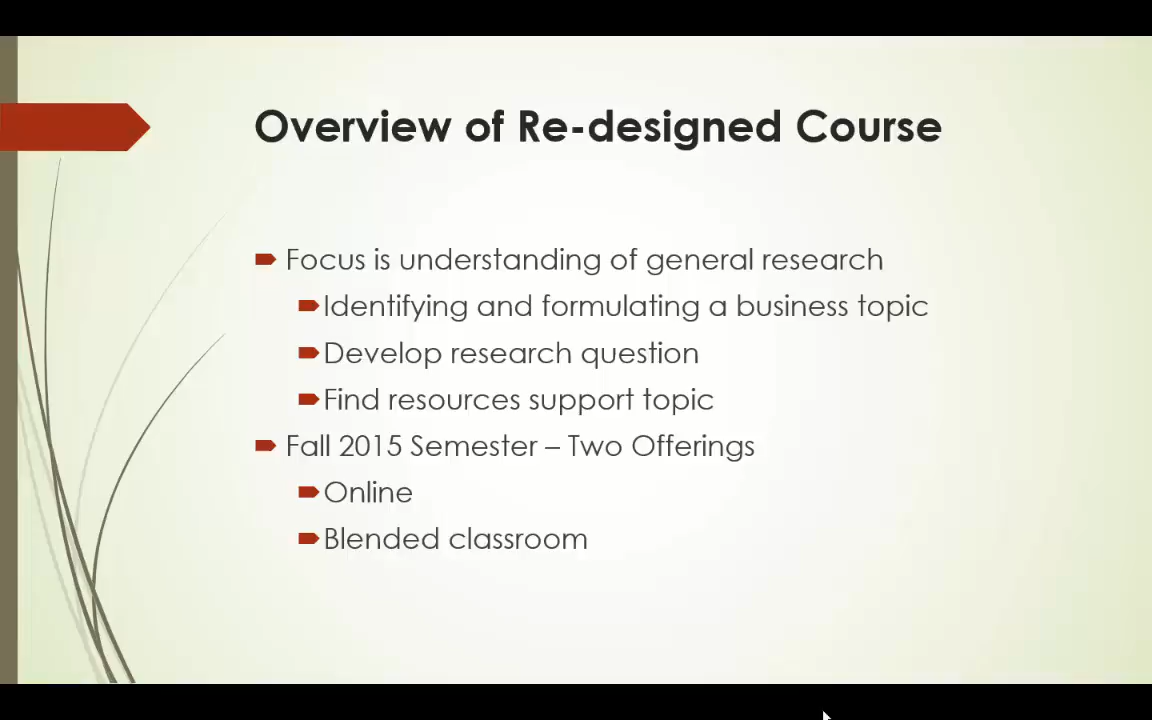 Overview of Re-designed Course
Focus is understanding of general research
Identifying and formulating a business topic
Develop research question
Find resources support topic
Fall 2015 Semester – Two Offerings
Online
Blended classroom